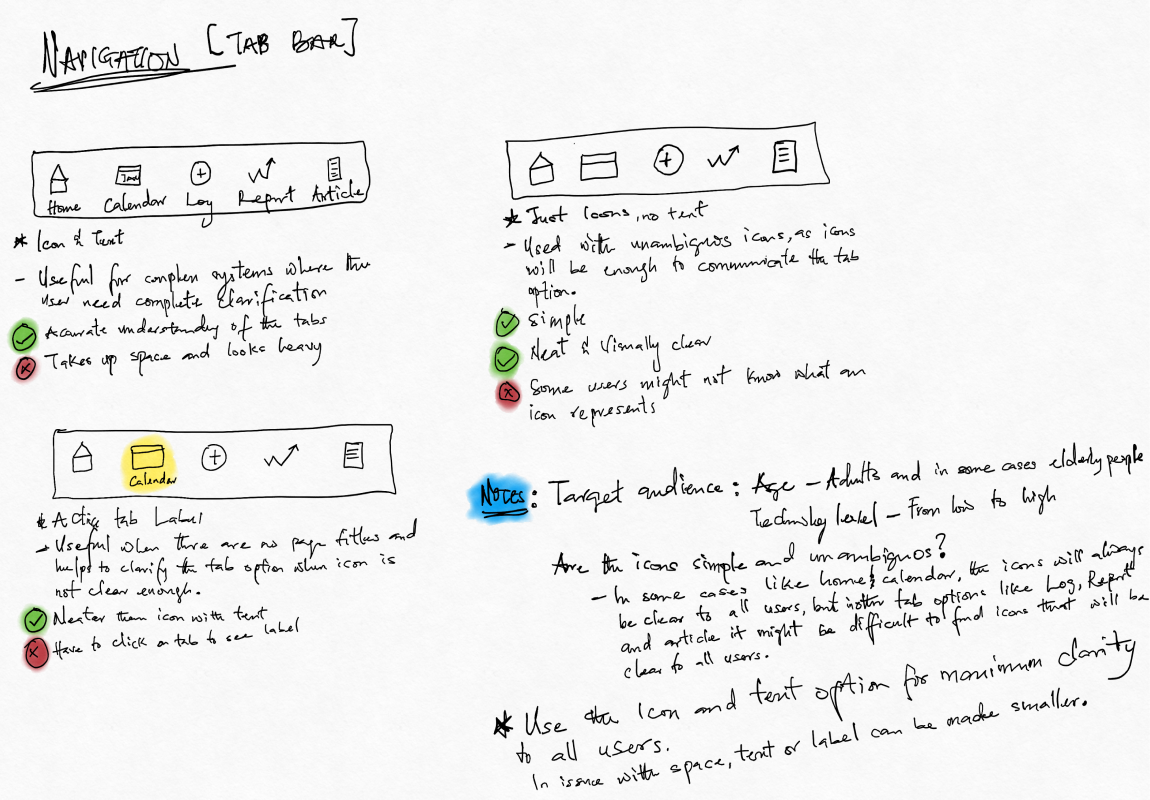 NAVIGATION [TAB BAR]
Home Calendar Log Report Article
* Icon & Text
- Useful for complex systems where the
user need complete clarification
Accurate understanding of the tabs
x Takes up space and looks heavy
* Just Icons, no text
- Used with unambiguos icons, as icons
will be enough to communicate the tab
option.
Simple
Neat & Visually clear
x Some users might not know what an
icon represents
Calendar
* Active tab Label
- Useful when there are no page titles and
helps to clarify the tab option when icon is
not clear enough.
Neater than icon with text
x Have to click on tab to see label
Notes: Target audience: Age - Adults and in some cases elderly people
Technology level - From low to high
Are the icons simple and unambiguos?
- In some cases like home & calendar, the icons will always
be clear to all users, but in other tab options like Log, Report
and article it might be difficult to find icons that will be
clear to all users.
* Use the Icon and text option for maximum clarity
to all users.
In issue with space, text or label can be made smaller.